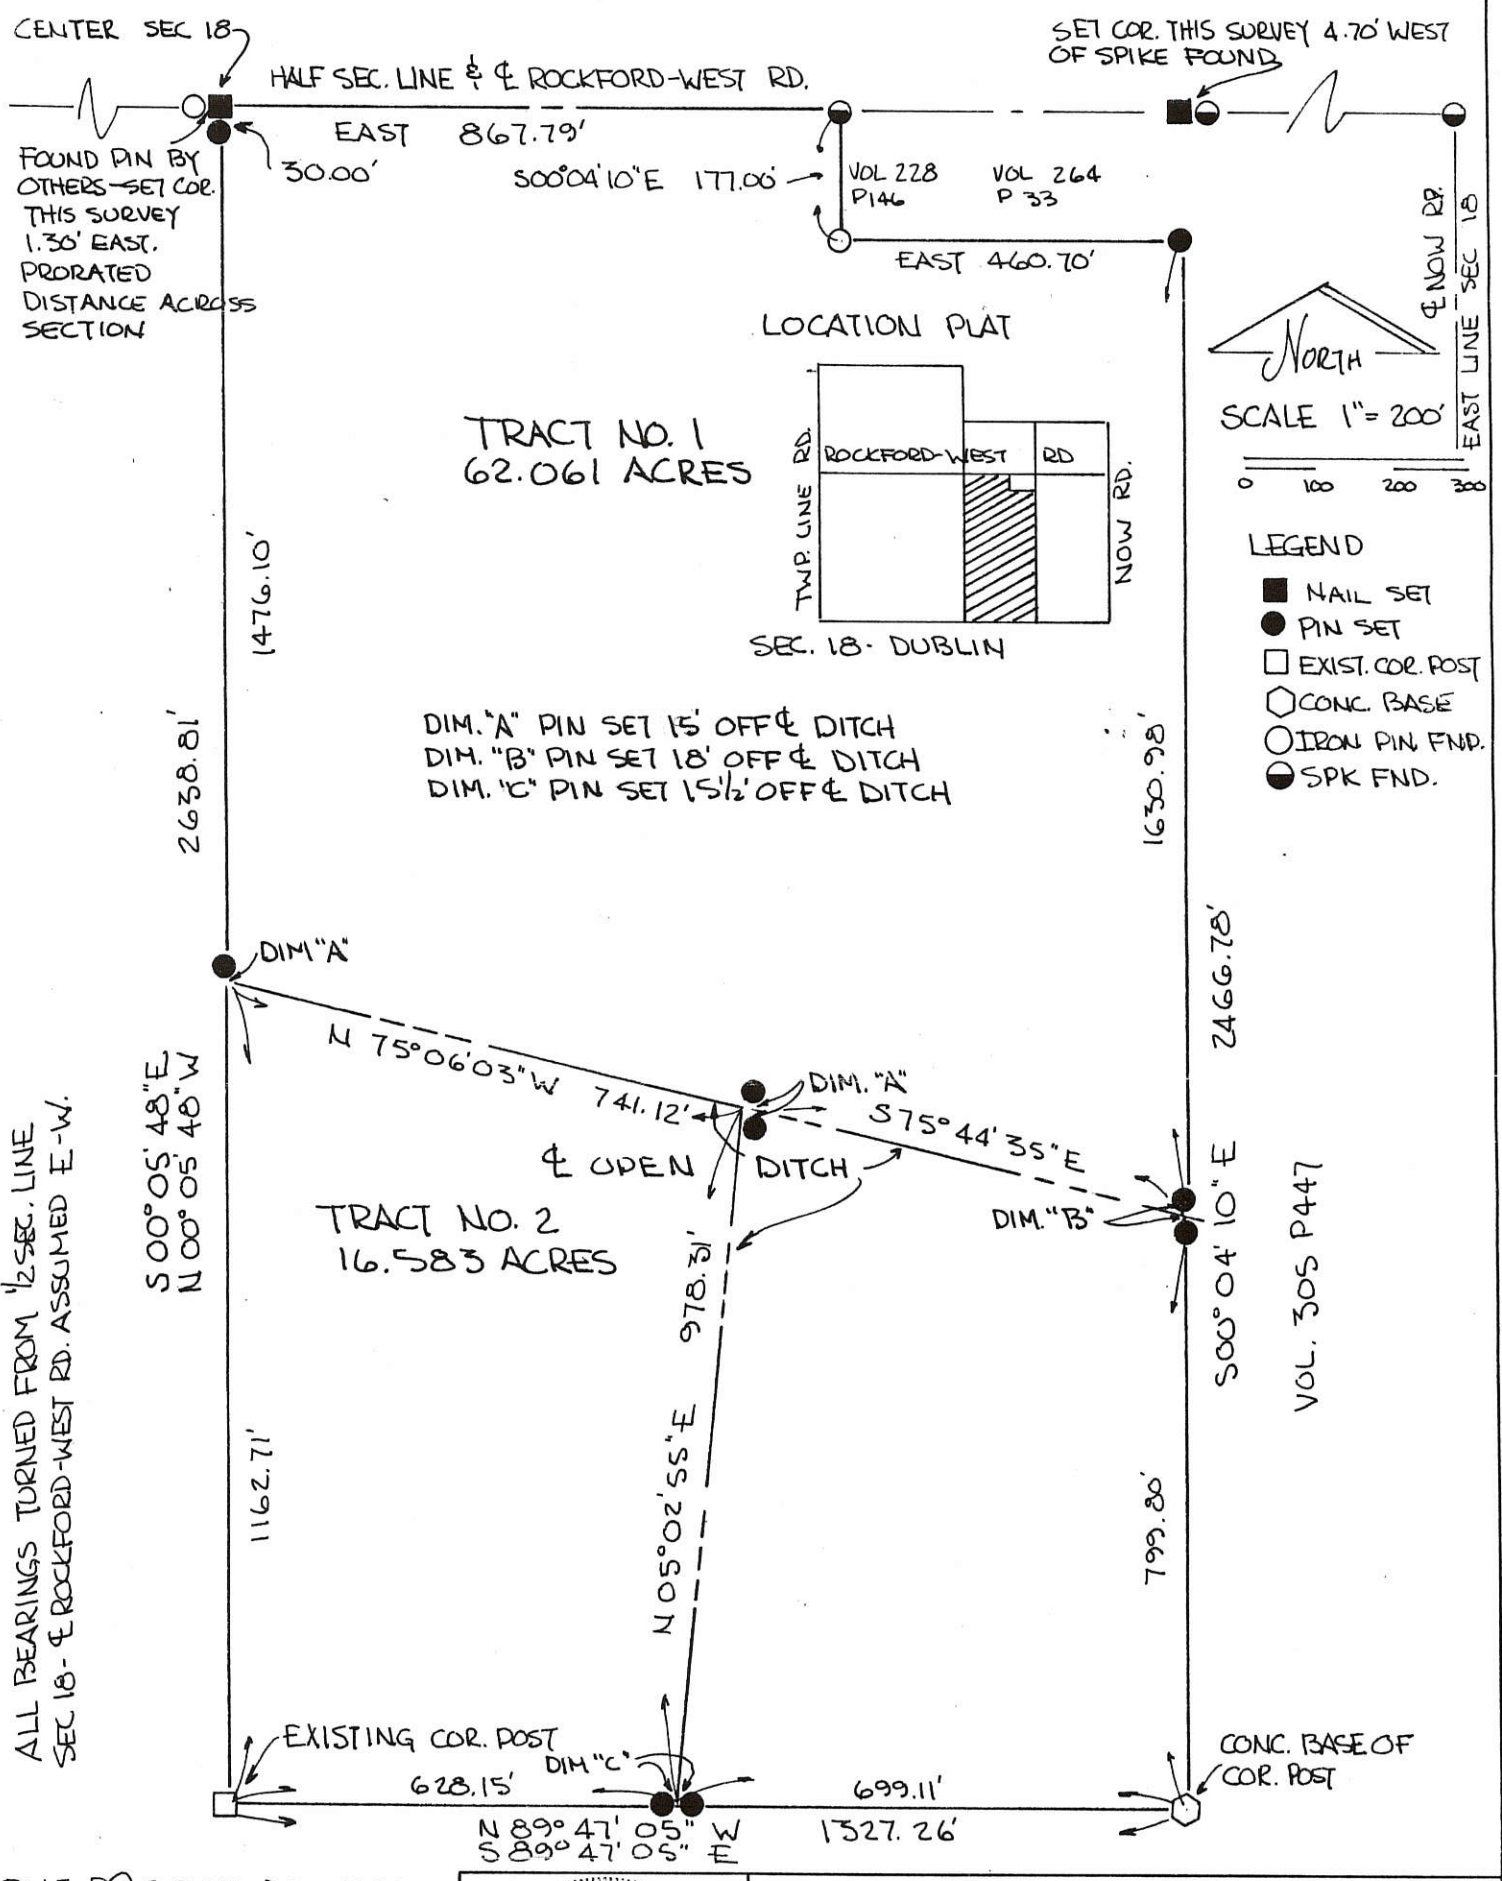 CENTER SEC 18
SET COR. THIS SURVEY 4.70' WEST
OF SPIKE FOUND
HALF SEC. LINE & ℄ ROCKFORD-WEST RD.
EAST 867.79'
FOUND PIN BY
OTHERS-SET COR.
THIS SURVEY
1.30' EAST.
PRORATED
DISTANCE ACROSS
SECTION
30.00'
S00°04'10"E 177.00'
VOL 228
P146
VOL 264
P 33
EAST 460.70'
℄ NOW RD.
EAST LINE SEC 18
LOCATION PLAT
NORTH
SCALE 1"= 200'
0 100 200 300
TRACT NO. 1
62.061 ACRES
TWP. LINE RD.
ROCKFORD-WEST RD
NOW RD.
SEC. 18 - DUBLIN
LEGEND
NAIL SET
PIN SET
EXIST. COR. POST
CONC. BASE
IRON PIN FND.
SPK FND.
1476.10'
2638.81'
DIM. "A" PIN SET 15' OFF ℄ DITCH
DIM. "B" PIN SET 18' OFF ℄ DITCH
DIM. "C" PIN SET 15½' OFF ℄ DITCH
1630.98'
2466.78'
DIM "A"
N 75°06'03"W 741.12'
DIM. "A"
S75°44'35"E
℄ OPEN DITCH
DIM. "B"
S 00°05' 48"E
N 00°05' 48"W
TRACT NO. 2
16.583 ACRES
978.31'
N 05°02'55"E
S00°04'10"E
VOL. 305 P447
1162.71'
799.80'
ALL BEARINGS TURNED FROM ½ SEC. LINE
SEC 18 - ℄ ROCKFORD-WEST RD. ASSUMED E-W.
EXISTING COR. POST
DIM "C"
CONC. BASE OF
COR. POST
628.15'
699.11'
N 89° 47' 05" W 1327.26'
S 89° 47' 05" E